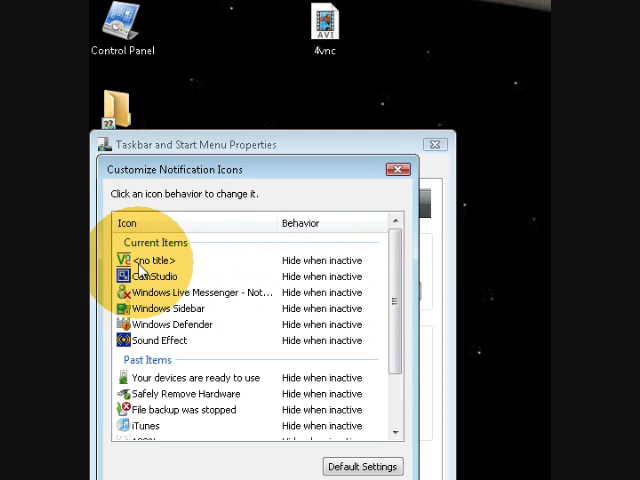 Control Panel
4vnc
AVI
Taskbar and Start Menu Properties
Customize Notification Icons
Click an icon behavior to change it.
Icon Behavior
Current Items
<no title> Hide when inactive
CamStudio Hide when inactive
Windows Live Messenger - Not... Hide when inactive
Windows Sidebar Hide when inactive
Windows Defender Hide when inactive
Sound Effect Hide when inactive
Past Items
Your devices are ready to use Hide when inactive
Safely Remove Hardware Hide when inactive
File backup was stopped Hide when inactive
iTunes Hide when inactive
Default Settings